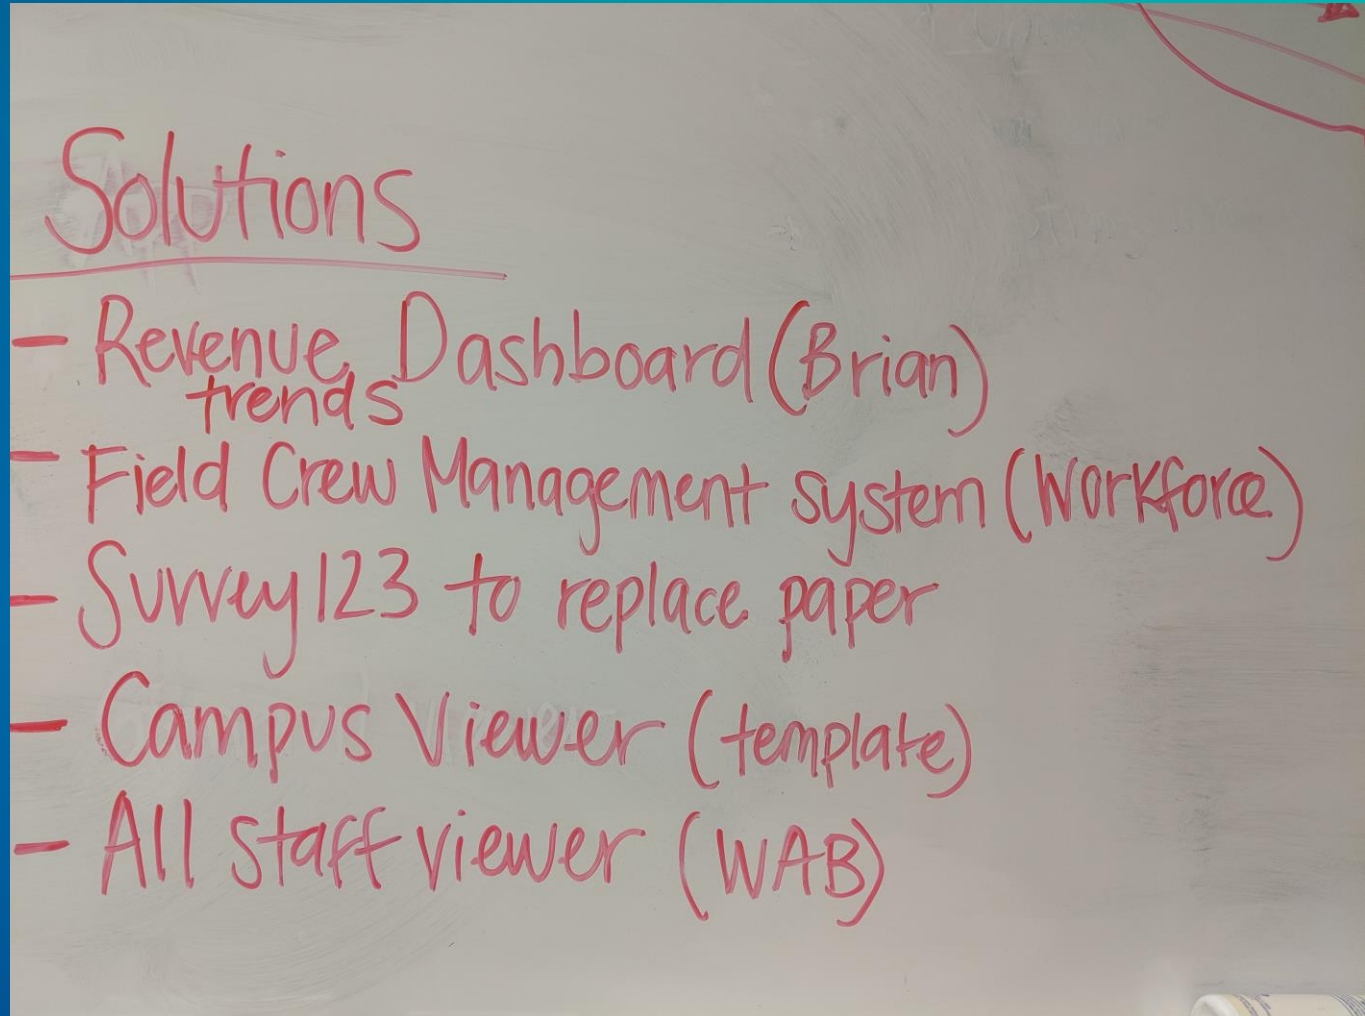 Solutions
- Revenue Dashboard (Brian)
trends
- Field Crew Management system (Workforce)
- Survey123 to replace paper
- Campus Viewer (template)
- All staff viewer (WAB)